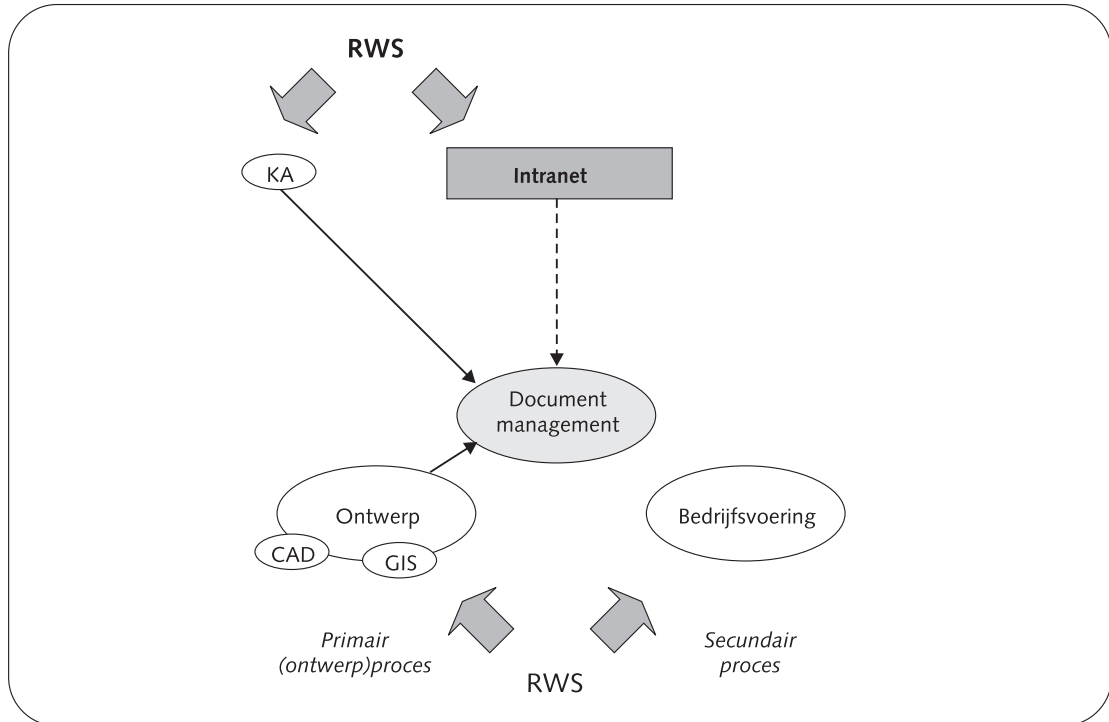 RWS
KA
Intranet
Document
management
Ontwerp
Bedrijfsvoering
CAD
GIS
Primair
(ontwerp)proces
Secundair
proces
RWS